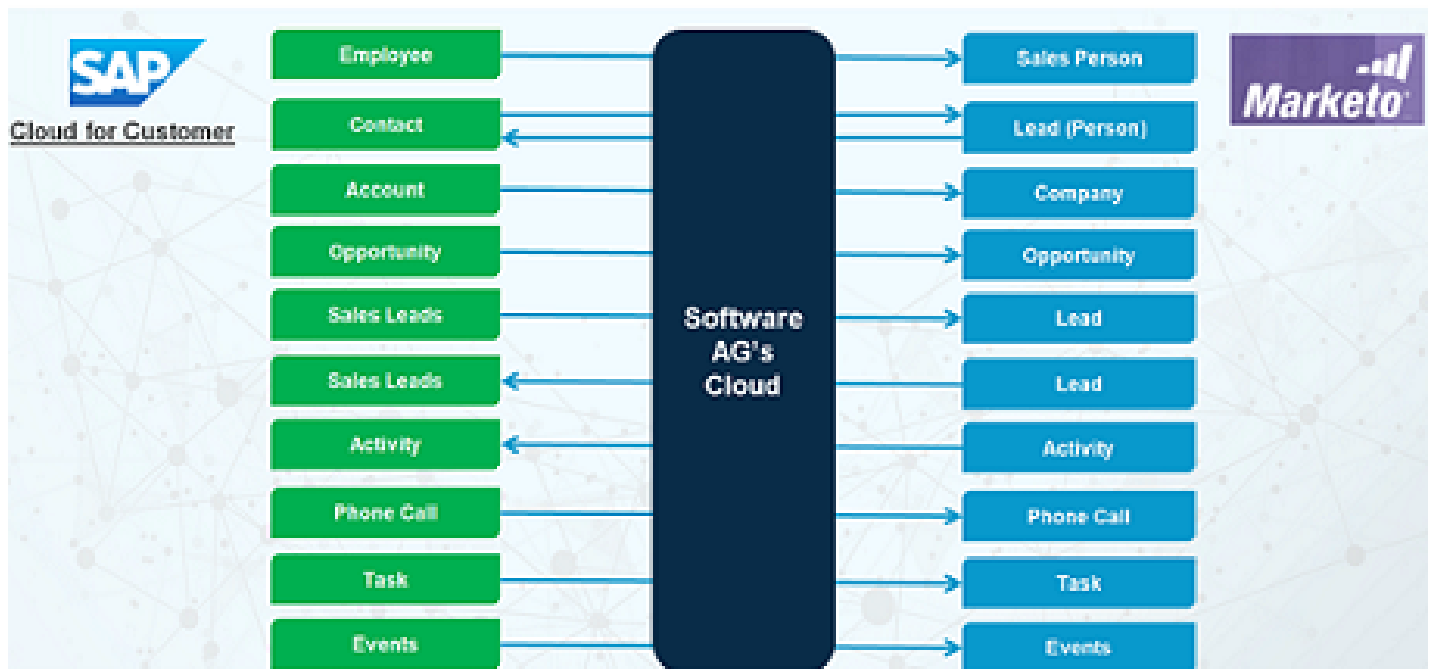 SAP
Cloud for Customer
Employee
Sales Person
Marketo
Contact
Lead (Person)
Account
Company
Opportunity
Opportunity
Sales Leads
Lead
Software
AG's
Cloud
Sales Leads
Lead
Activity
Activity
Phone Call
Phone Call
Task
Task
Events
Events